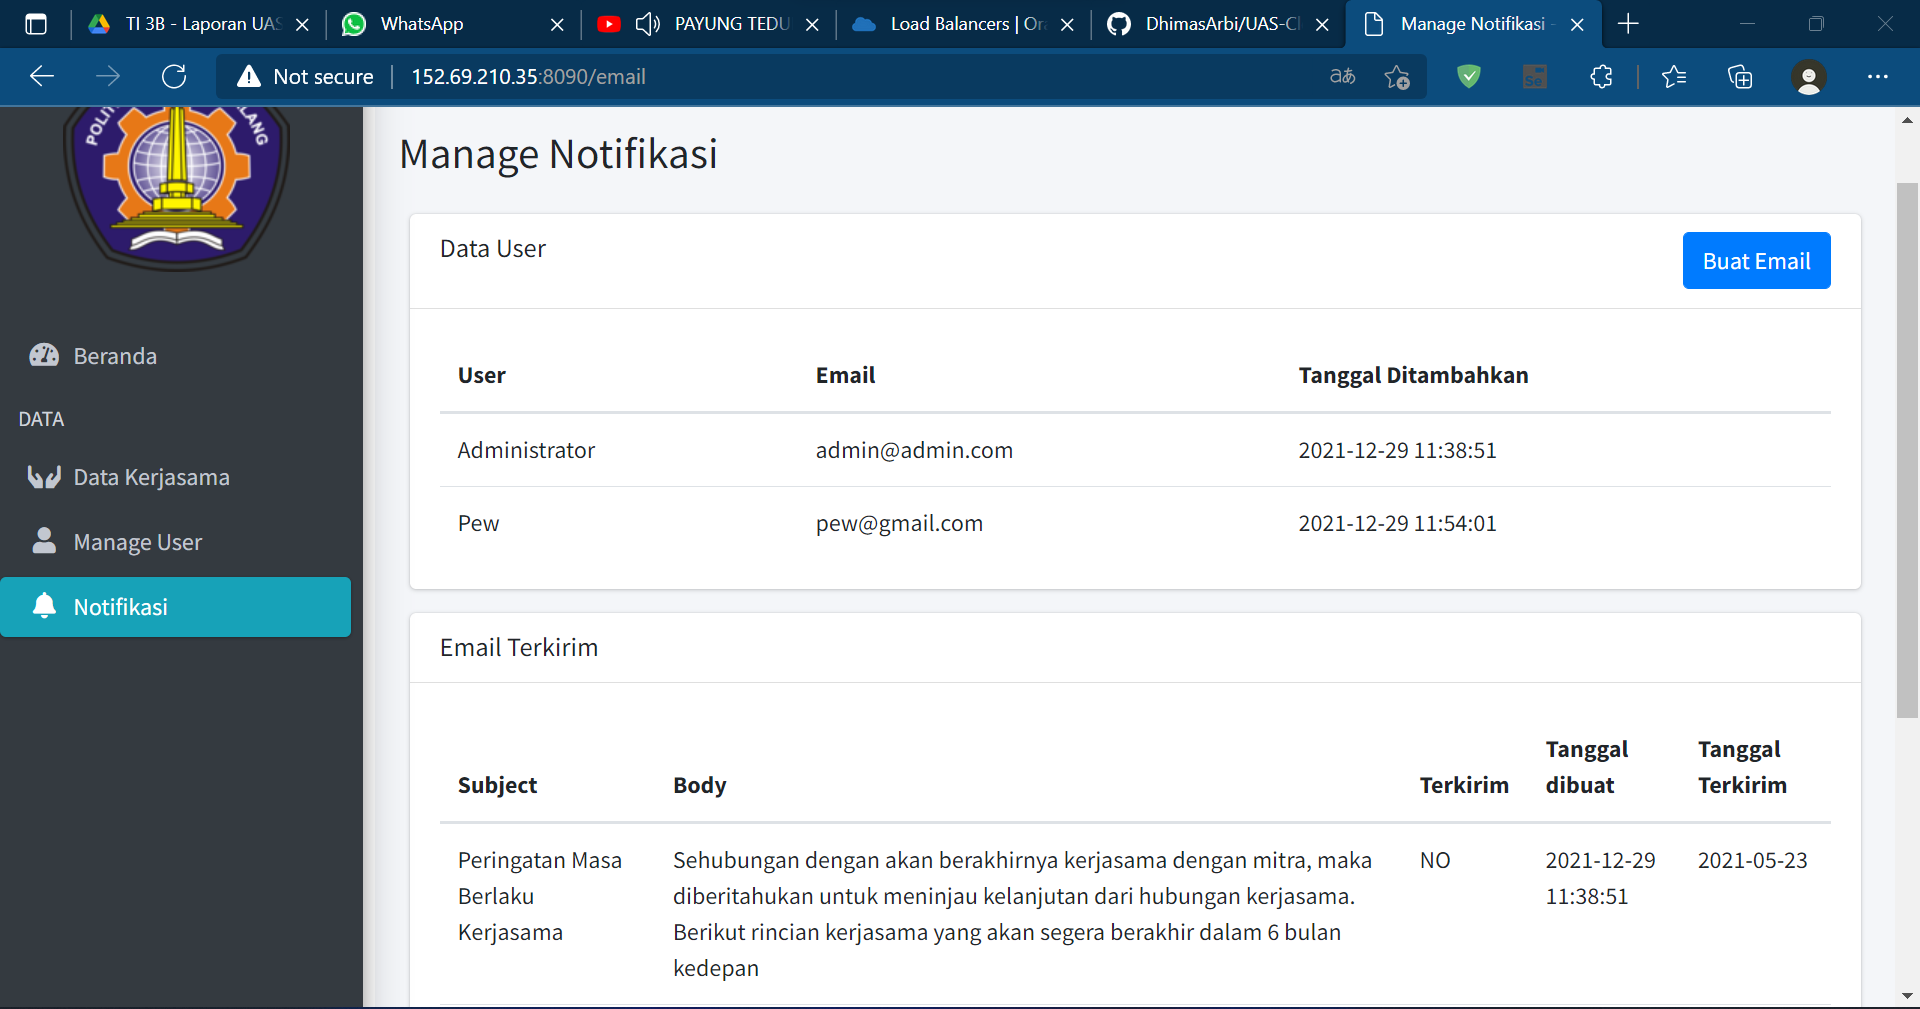 TI 3B - Laporan UAS
WhatsApp
PAYUNG TEDU
Load Balancers | Or
DhimasArbi/UAS-Cl
Manage Notifikasi -
Not secure
152.69.210.35:8090/email
Manage Notifikasi
Data User
Buat Email
Beranda
DATA
Data Kerjasama
Manage User
Notifikasi
User Email Tanggal Ditambahkan
Administrator admin@admin.com 2021-12-29 11:38:51
Pew pew@gmail.com 2021-12-29 11:54:01
Email Terkirim
Subject Body Terkirim Tanggal dibuat Tanggal Terkirim
Peringatan Masa
Berlaku
Kerjasama
Sehubungan dengan akan berakhirnya kerjasama dengan mitra, maka
diberitahukan untuk meninjau kelanjutan dari hubungan kerjasama.
Berikut rincian kerjasama yang akan segera berakhir dalam 6 bulan
kedepan
NO
2021-12-29
11:38:51
2021-05-23